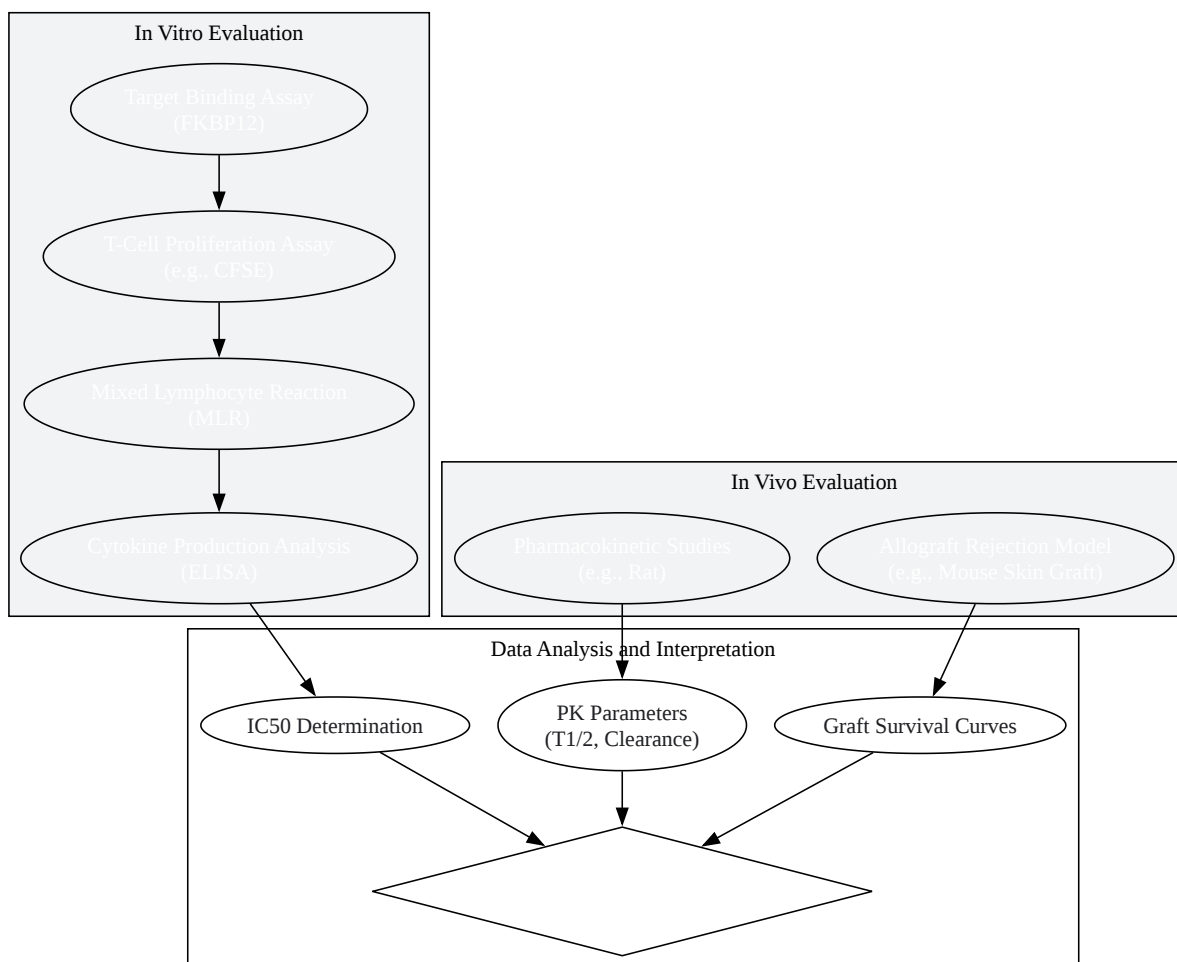 In Vitro Evaluation
Target Binding Assay
(FKBP12)
T-Cell Proliferation Assay
(e.g., CFSE)
Mixed Lymphocyte Reaction
(MLR)
Cytokine Production Analysis
(ELISA)
In Vivo Evaluation
Pharmacokinetic Studies
(e.g., Rat)
Allograft Rejection Model
(e.g., Mouse Skin Graft)
Data Analysis and Interpretation
IC50 Determination
PK Parameters
(T1/2, Clearance)
Graft Survival Curves